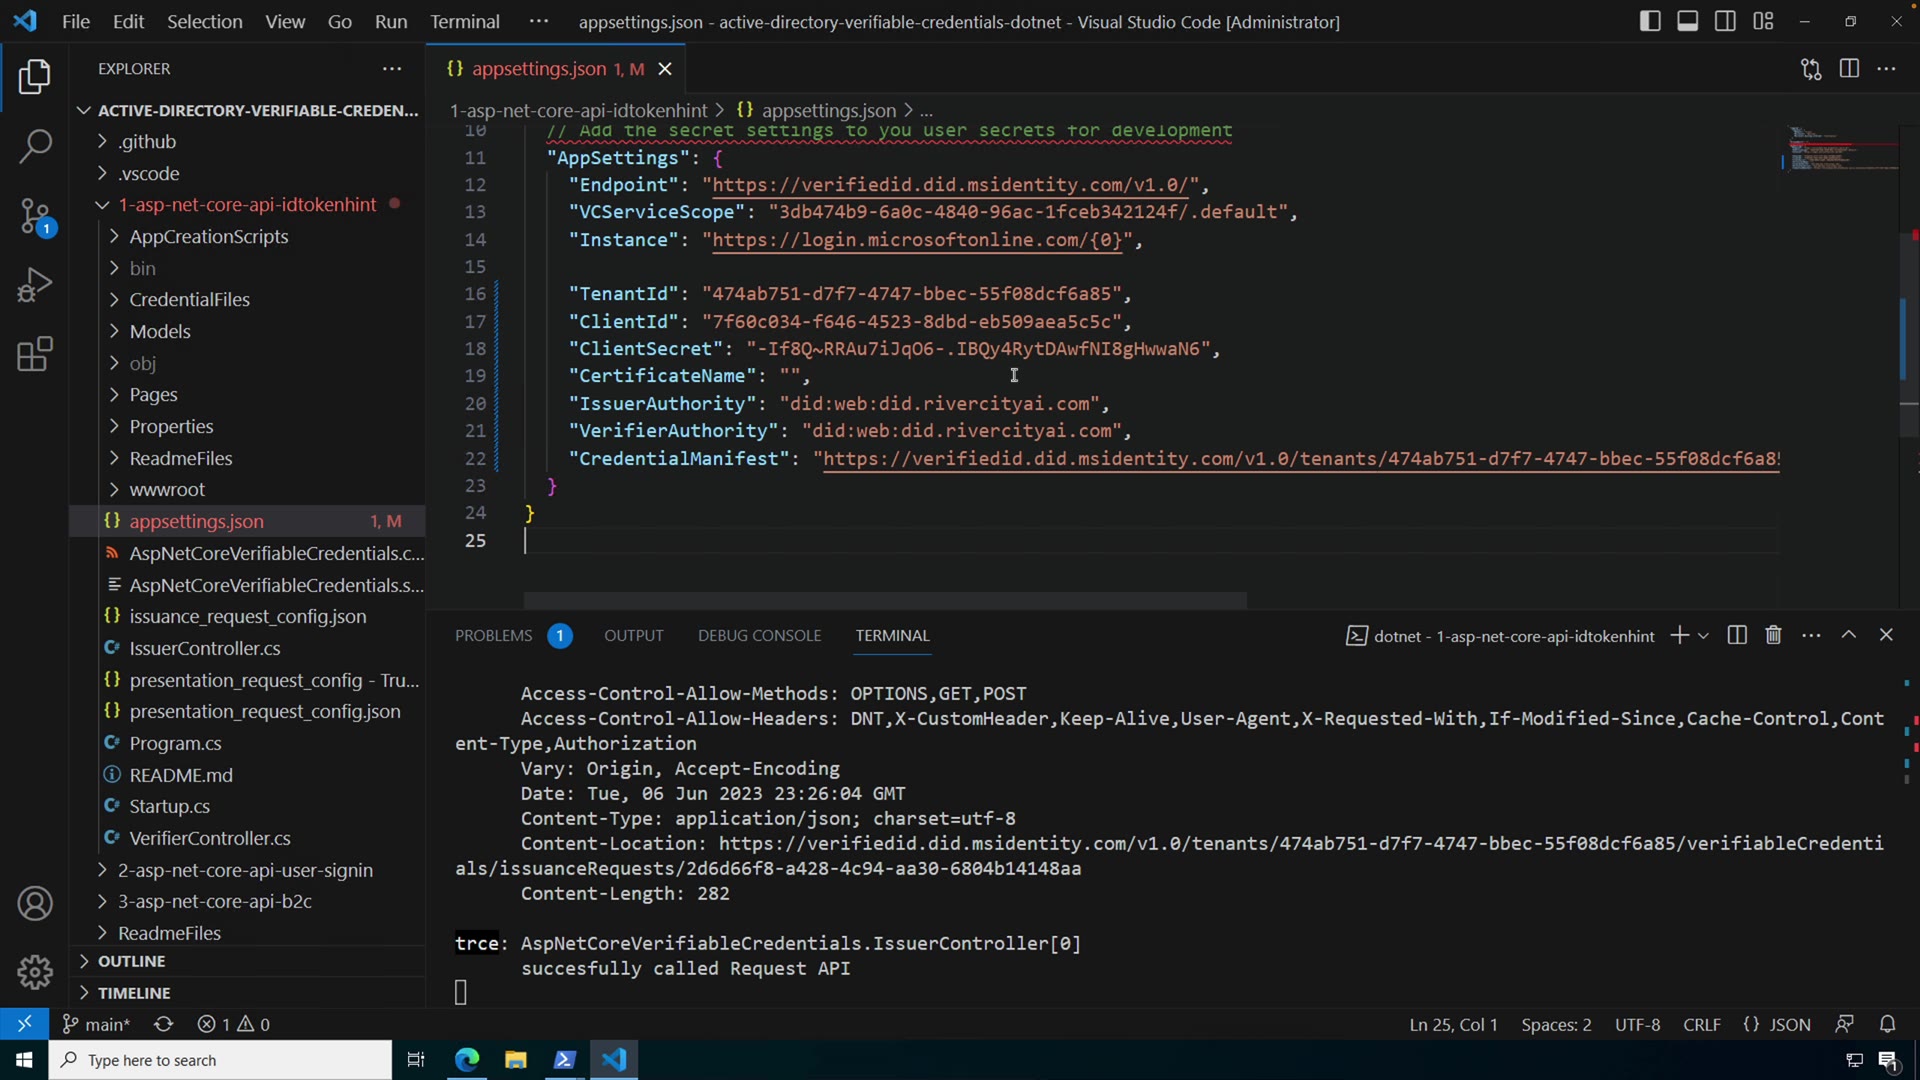 File Edit Selection View Go Run Terminal ··· appsettings.json - active-directory-verifiable-credentials-dotnet - Visual Studio Code [Administrator]
EXPLORER ···
ACTIVE-DIRECTORY-VERIFIABLE-CREDEN...
.github
.vscode
1-asp-net-core-api-idtokenhint
AppCreationScripts
bin
CredentialFiles
Models
obj
Pages
Properties
ReadmeFiles
wwwroot
{} appsettings.json 1, M
AspNetCoreVerifiableCredentials.c...
AspNetCoreVerifiableCredentials.s...
{} issuance_request_config.json
C# IssuerController.cs
{} presentation_request_config - Tru...
{} presentation_request_config.json
C# Program.cs
README.md
C# Startup.cs
C# VerifierController.cs
2-asp-net-core-api-user-signin
3-asp-net-core-api-b2c
ReadmeFiles
OUTLINE
TIMELINE
1
{} appsettings.json 1, M
1-asp-net-core-api-idtokenhint > {} appsettings.json > ...
10 // Add the secret settings to you user secrets for development
11 "AppSettings": {
12 "Endpoint": "https://verifiedid.did.msidentity.com/v1.0/",
13 "VCServiceScope": "3db474b9-6a0c-4840-96ac-1fceb342124f/.default",
14 "Instance": "https://login.microsoftonline.com/{0}",
15
16 "TenantId": "474ab751-d7f7-4747-bbec-55f08dcf6a85",
17 "ClientId": "7f60c034-f646-4523-8dbd-eb509aea5c5c",
18 "ClientSecret": "-If8Q~RRAu7iJqO6-.IBQy4RytDAwfNI8gHwwaN6",
19 "CertificateName": "",
20 "IssuerAuthority": "did:web:did.rivercityai.com",
21 "VerifierAuthority": "did:web:did.rivercityai.com",
22 "CredentialManifest": "https://verifiedid.did.msidentity.com/v1.0/tenants/474ab751-d7f7-4747-bbec-55f08dcf6a85
23 }
24 }
25
PROBLEMS 1 OUTPUT DEBUG CONSOLE TERMINAL dotnet - 1-asp-net-core-api-idtokenhint
Access-Control-Allow-Methods: OPTIONS,GET,POST
Access-Control-Allow-Headers: DNT,X-CustomHeader,Keep-Alive,User-Agent,X-Requested-With,If-Modified-Since,Cache-Control,Cont
ent-Type,Authorization
Vary: Origin, Accept-Encoding
Date: Tue, 06 Jun 2023 23:26:04 GMT
Content-Type: application/json; charset=utf-8
Content-Location: https://verifiedid.did.msidentity.com/v1.0/tenants/474ab751-d7f7-4747-bbec-55f08dcf6a85/verifiableCredenti
als/issuanceRequests/2d6d66f8-a428-4c94-aa30-6804b14148aa
Content-Length: 282
trce: AspNetCoreVerifiableCredentials.IssuerController[0]
succesfully called Request API
main* 1 0 Ln 25, Col 1 Spaces: 2 UTF-8 CRLF {} JSON
Type here to search 1